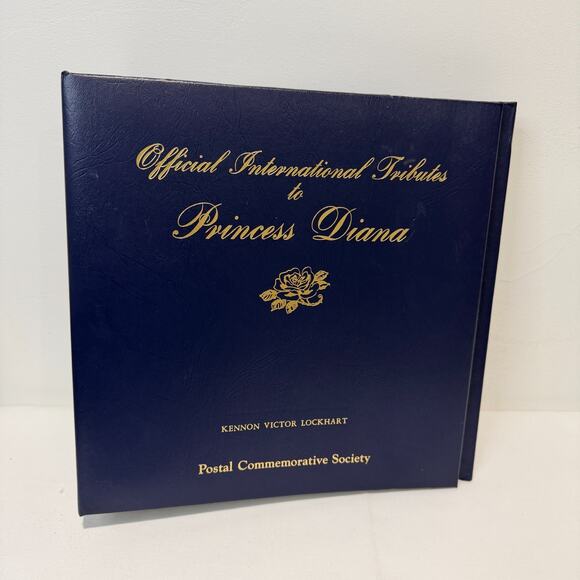 Official International Tributes
to
Princess Diana
KENNON VICTOR LOCKHART
Postal Commemorative Society